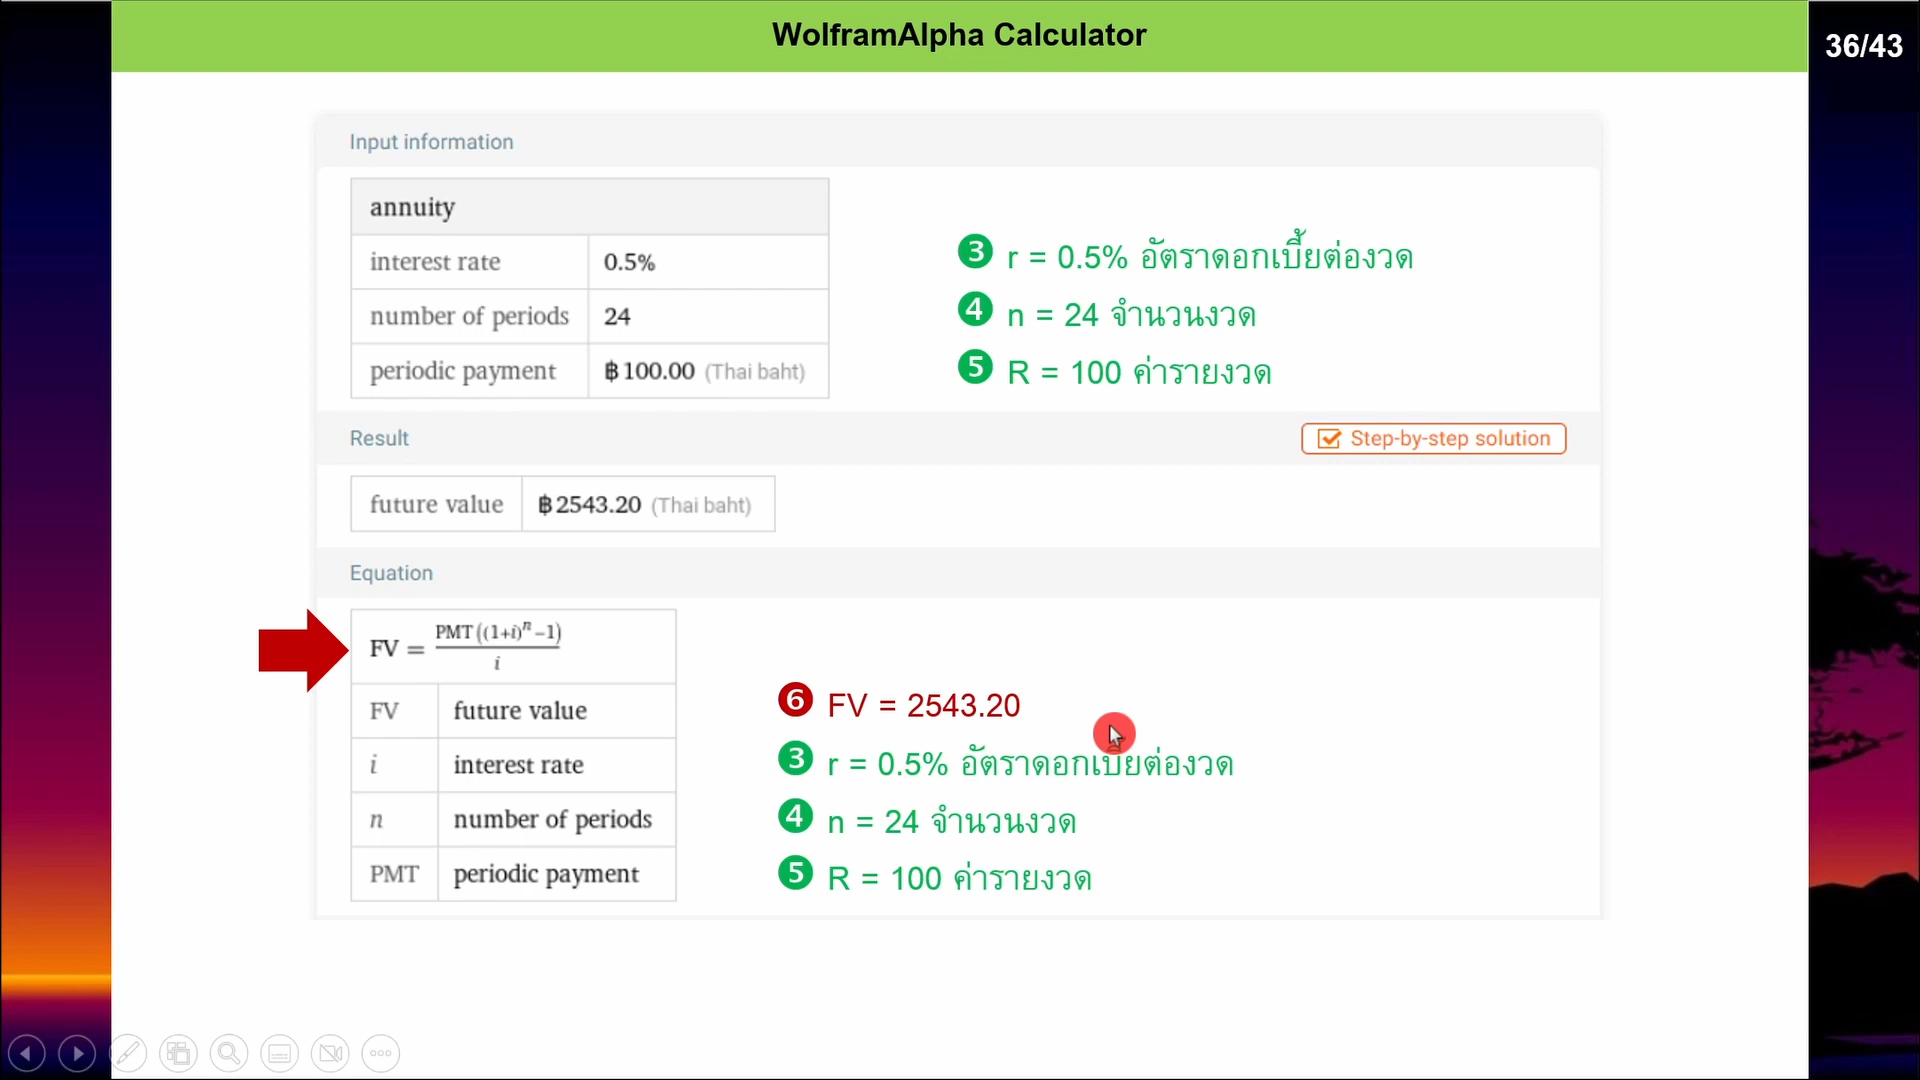 WolframAlpha Calculator
36/43
Input information
annuity
interest rate 0.5%
number of periods 24
periodic payment ฿100.00 (Thai baht)
❸ r = 0.5% อัตราดอกเบี้ยต่องวด
❹ n = 24 จำนวนงวด
❺ R = 100 ค่ารายงวด
Result
Step-by-step solution
future value ฿2543.20 (Thai baht)
Equation
FV = PMT((1+i)^n −1) / i
FV future value
i interest rate
n number of periods
PMT periodic payment
❻ FV = 2543.20
❸ r = 0.5% อัตราดอกเบี้ยต่องวด
❹ n = 24 จำนวนงวด
❺ R = 100 ค่ารายงวด